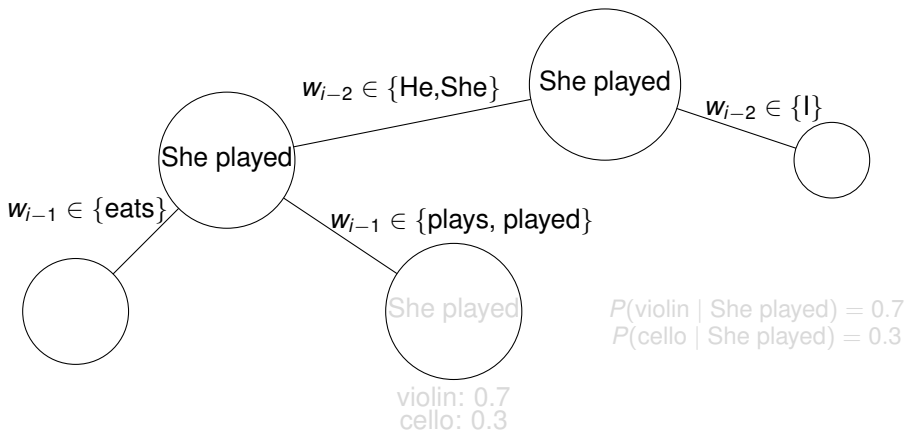 She played
w_{i−2} ∈ {He,She}
w_{i−2} ∈ {I}
She played
w_{i−1} ∈ {eats}
w_{i−1} ∈ {plays, played}
She played
P(violin | She played) = 0.7
P(cello | She played) = 0.3
violin: 0.7
cello: 0.3